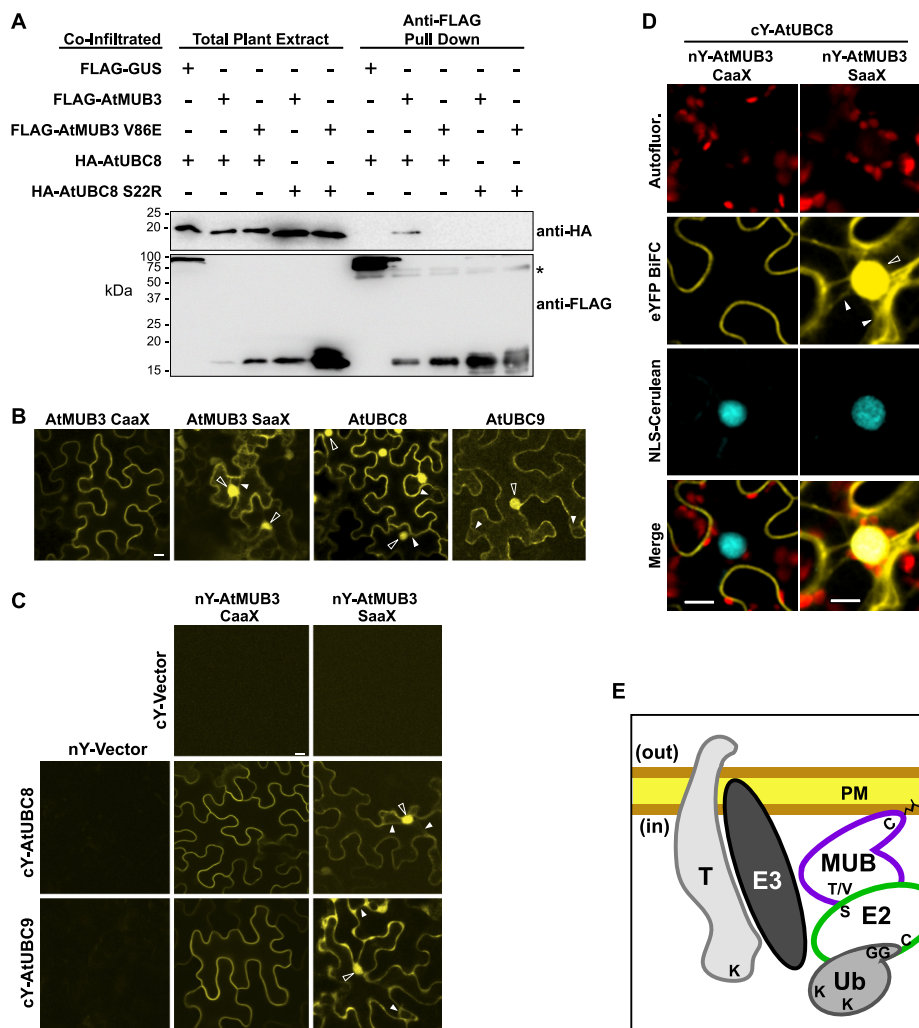 A
Co-Infiltrated Total Plant Extract Anti-FLAG Pull Down
FLAG-GUS + - - - - + - - - -
FLAG-AtMUB3 - + - + - - + - + -
FLAG-AtMUB3 V86E - - + - + - - + - +
HA-AtUBC8 + + + - - + + + - -
HA-AtUBC8 S22R - - - + + - - - + +
25
20
anti-HA
100
75
50
37
25
20
15
kDa
*
anti-FLAG
B
AtMUB3 CaaX AtMUB3 SaaX AtUBC8 AtUBC9
C
nY-AtMUB3 CaaX
nY-AtMUB3 SaaX
cY-Vector
nY-Vector
cY-AtUBC8
cY-AtUBC9
D
cY-AtUBC8
nY-AtMUB3 CaaX
nY-AtMUB3 SaaX
Autofluor.
eYFP BiFC
NLS-Cerulean
Merge
E
(out)
PM
(in)
C
MUB
T E3
T/V
S E2
C
GG
Ub
K
K
K